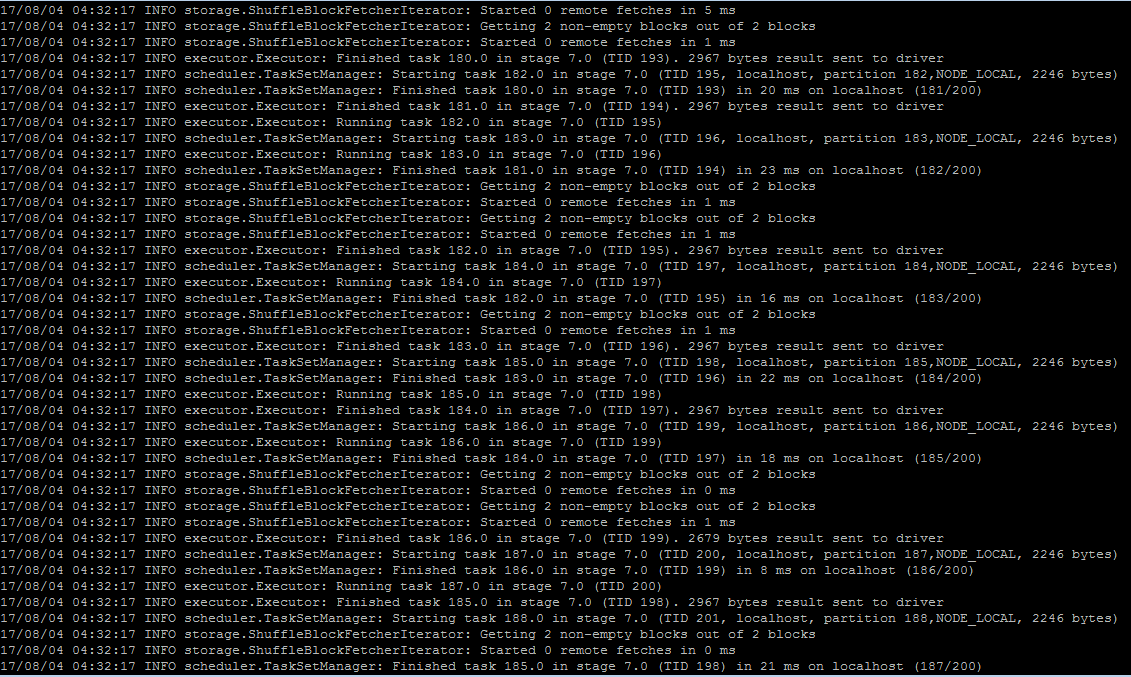 17/08/04 04:32:17 INFO storage.ShuffleBlockFetcherIterator: Started 0 remote fetches in 5 ms
17/08/04 04:32:17 INFO storage.ShuffleBlockFetcherIterator: Getting 2 non-empty blocks out of 2 blocks
17/08/04 04:32:17 INFO storage.ShuffleBlockFetcherIterator: Started 0 remote fetches in 1 ms
17/08/04 04:32:17 INFO executor.Executor: Finished task 180.0 in stage 7.0 (TID 193). 2967 bytes result sent to driver
17/08/04 04:32:17 INFO scheduler.TaskSetManager: Starting task 182.0 in stage 7.0 (TID 195, localhost, partition 182,NODE_LOCAL, 2246 bytes)
17/08/04 04:32:17 INFO scheduler.TaskSetManager: Finished task 180.0 in stage 7.0 (TID 193) in 20 ms on localhost (181/200)
17/08/04 04:32:17 INFO executor.Executor: Finished task 181.0 in stage 7.0 (TID 194). 2967 bytes result sent to driver
17/08/04 04:32:17 INFO executor.Executor: Running task 182.0 in stage 7.0 (TID 195)
17/08/04 04:32:17 INFO scheduler.TaskSetManager: Starting task 183.0 in stage 7.0 (TID 196, localhost, partition 183,NODE_LOCAL, 2246 bytes)
17/08/04 04:32:17 INFO executor.Executor: Running task 183.0 in stage 7.0 (TID 196)
17/08/04 04:32:17 INFO scheduler.TaskSetManager: Finished task 181.0 in stage 7.0 (TID 194) in 23 ms on localhost (182/200)
17/08/04 04:32:17 INFO storage.ShuffleBlockFetcherIterator: Getting 2 non-empty blocks out of 2 blocks
17/08/04 04:32:17 INFO storage.ShuffleBlockFetcherIterator: Started 0 remote fetches in 1 ms
17/08/04 04:32:17 INFO storage.ShuffleBlockFetcherIterator: Getting 2 non-empty blocks out of 2 blocks
17/08/04 04:32:17 INFO storage.ShuffleBlockFetcherIterator: Started 0 remote fetches in 1 ms
17/08/04 04:32:17 INFO executor.Executor: Finished task 182.0 in stage 7.0 (TID 195). 2967 bytes result sent to driver
17/08/04 04:32:17 INFO scheduler.TaskSetManager: Starting task 184.0 in stage 7.0 (TID 197, localhost, partition 184,NODE_LOCAL, 2246 bytes)
17/08/04 04:32:17 INFO executor.Executor: Running task 184.0 in stage 7.0 (TID 197)
17/08/04 04:32:17 INFO scheduler.TaskSetManager: Finished task 182.0 in stage 7.0 (TID 195) in 16 ms on localhost (183/200)
17/08/04 04:32:17 INFO storage.ShuffleBlockFetcherIterator: Getting 2 non-empty blocks out of 2 blocks
17/08/04 04:32:17 INFO storage.ShuffleBlockFetcherIterator: Started 0 remote fetches in 1 ms
17/08/04 04:32:17 INFO executor.Executor: Finished task 183.0 in stage 7.0 (TID 196). 2967 bytes result sent to driver
17/08/04 04:32:17 INFO scheduler.TaskSetManager: Starting task 185.0 in stage 7.0 (TID 198, localhost, partition 185,NODE_LOCAL, 2246 bytes)
17/08/04 04:32:17 INFO scheduler.TaskSetManager: Finished task 183.0 in stage 7.0 (TID 196) in 22 ms on localhost (184/200)
17/08/04 04:32:17 INFO executor.Executor: Running task 185.0 in stage 7.0 (TID 198)
17/08/04 04:32:17 INFO executor.Executor: Finished task 184.0 in stage 7.0 (TID 197). 2967 bytes result sent to driver
17/08/04 04:32:17 INFO scheduler.TaskSetManager: Starting task 186.0 in stage 7.0 (TID 199, localhost, partition 186,NODE_LOCAL, 2246 bytes)
17/08/04 04:32:17 INFO executor.Executor: Running task 186.0 in stage 7.0 (TID 199)
17/08/04 04:32:17 INFO scheduler.TaskSetManager: Finished task 184.0 in stage 7.0 (TID 197) in 18 ms on localhost (185/200)
17/08/04 04:32:17 INFO storage.ShuffleBlockFetcherIterator: Getting 2 non-empty blocks out of 2 blocks
17/08/04 04:32:17 INFO storage.ShuffleBlockFetcherIterator: Started 0 remote fetches in 0 ms
17/08/04 04:32:17 INFO storage.ShuffleBlockFetcherIterator: Getting 2 non-empty blocks out of 2 blocks
17/08/04 04:32:17 INFO storage.ShuffleBlockFetcherIterator: Started 0 remote fetches in 1 ms
17/08/04 04:32:17 INFO executor.Executor: Finished task 186.0 in stage 7.0 (TID 199). 2679 bytes result sent to driver
17/08/04 04:32:17 INFO scheduler.TaskSetManager: Starting task 187.0 in stage 7.0 (TID 200, localhost, partition 187,NODE_LOCAL, 2246 bytes)
17/08/04 04:32:17 INFO scheduler.TaskSetManager: Finished task 186.0 in stage 7.0 (TID 199) in 8 ms on localhost (186/200)
17/08/04 04:32:17 INFO executor.Executor: Running task 187.0 in stage 7.0 (TID 200)
17/08/04 04:32:17 INFO executor.Executor: Finished task 185.0 in stage 7.0 (TID 198). 2967 bytes result sent to driver
17/08/04 04:32:17 INFO scheduler.TaskSetManager: Starting task 188.0 in stage 7.0 (TID 201, localhost, partition 188,NODE_LOCAL, 2246 bytes)
17/08/04 04:32:17 INFO storage.ShuffleBlockFetcherIterator: Getting 2 non-empty blocks out of 2 blocks
17/08/04 04:32:17 INFO storage.ShuffleBlockFetcherIterator: Started 0 remote fetches in 0 ms
17/08/04 04:32:17 INFO scheduler.TaskSetManager: Finished task 185.0 in stage 7.0 (TID 198) in 21 ms on localhost (187/200)